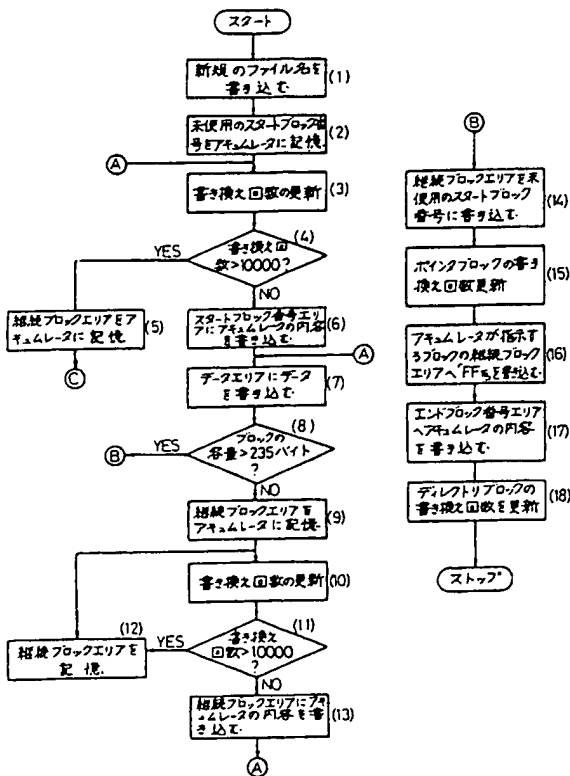 スタート
新規のファイル名を
書き込む.
(1)
未使用のスタートブロック番
号をアキュムレータに記憶.
(2)
A
書き換え回数の更新
(3)
書き換え回
数>10000?
(4)
YES
NO
継続ブロックエリアをア
キュムレータに記憶
(5)
C
スタートブロック番号エリ
アにアキュムレータの内容
を書き込む.
(6)
A
データエリアにデータ
を書き込む.
(7)
ブロックの
容量>235バイト
?
(8)
YES
B
NO
継続ブロックエリアを
アキュムレータに記憶.
(9)
書き換え回数の更新
(10)
書き換え
回数>10000
?
(11)
YES
(12)
継続ブロックエリアを
記憶.
NO
継続ブロックエリアにアキ
ュムレータの内容を書
き込む.
(13)
A
B
継続ブロックエリアを未
使用のスタートブロック
番号に書き込む.
(14)
ポインタブロックの書き
換え回数更新
(15)
アキュムレータが指示す
るブロックの継続ブロック
エリアへ"FF"を書き込む.
(16)
エンドブロック番号エリア
へアキュムレータの内容
を書き込む.
(17)
ディレクトリブロックの
書き換え回数を更新
(18)
ストップ